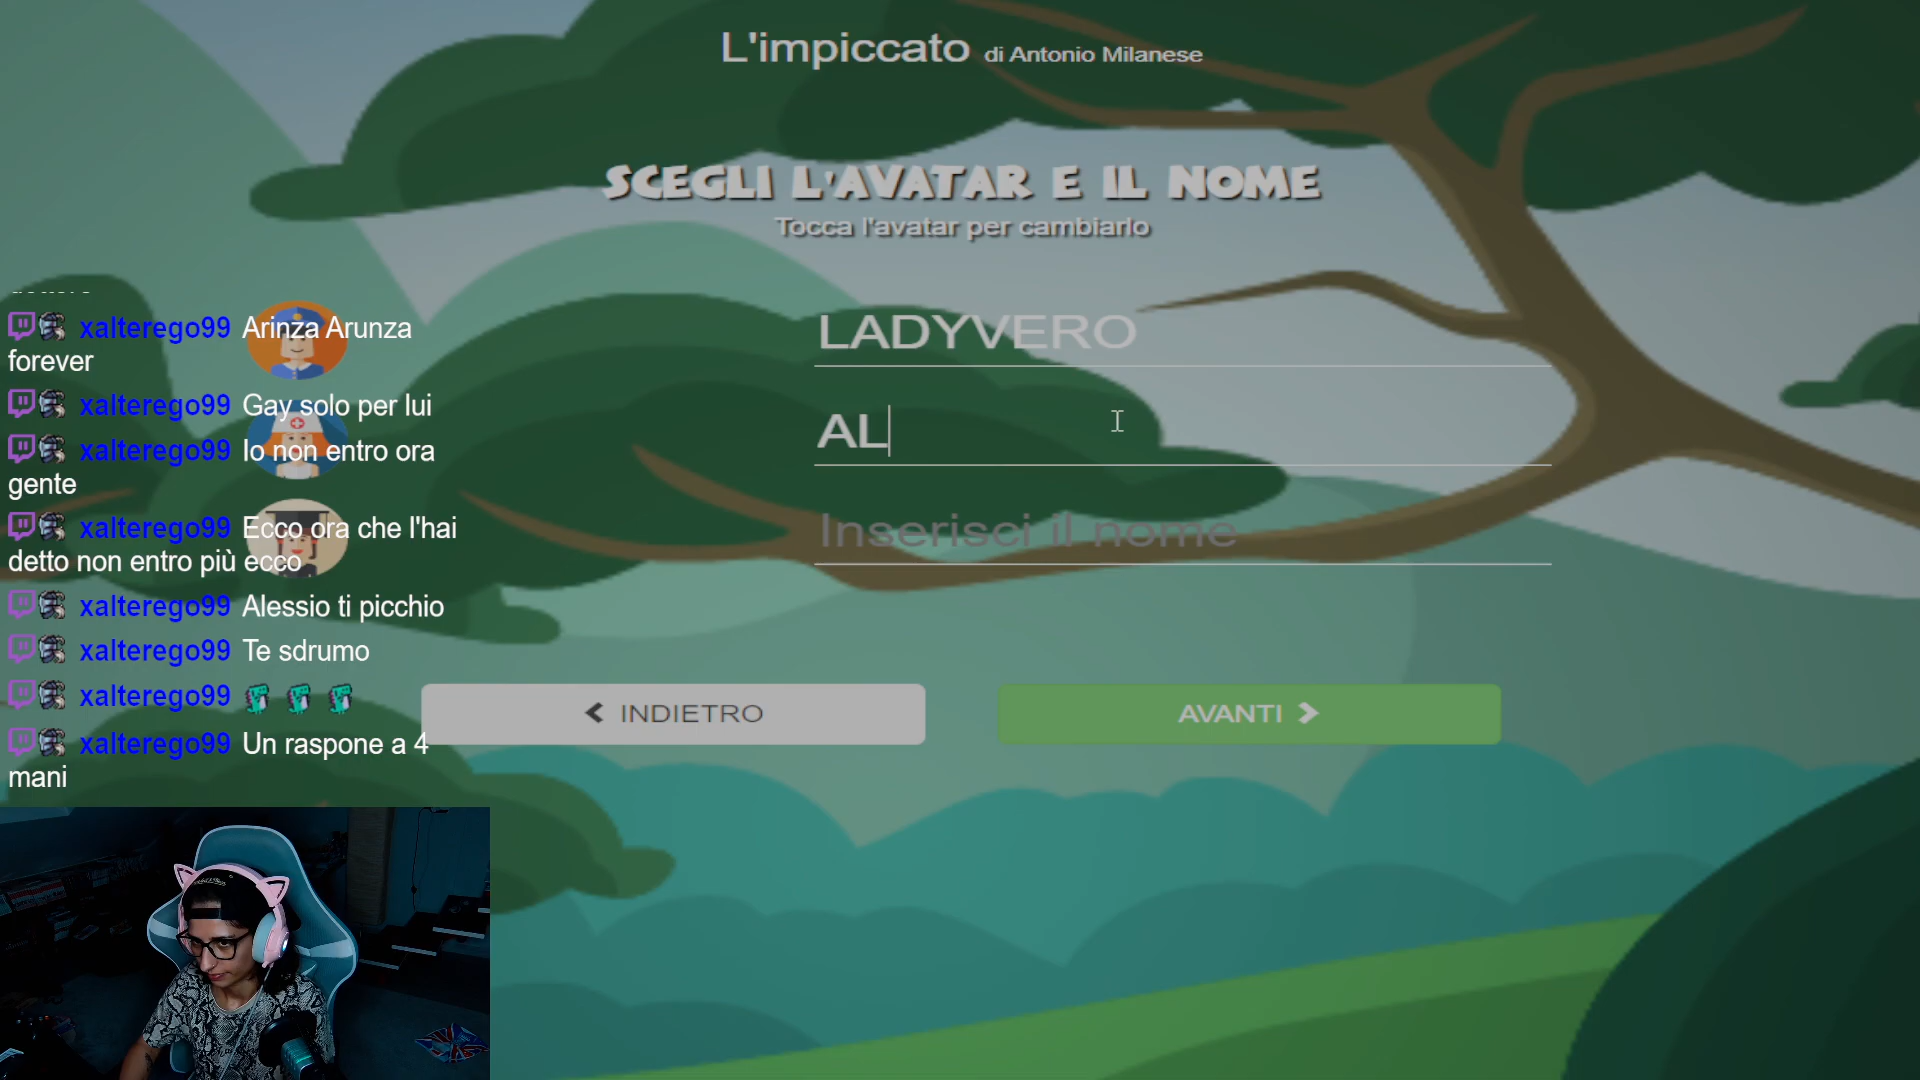 L'impiccato di Antonio Milanese
SCEGLI L'AVATAR E IL NOME
Tocca l'avatar per cambiarlo
LADYVERO
AL
Inserisci il nome
INDIETRO
AVANTI
xalterego99 Arinza Arunza
forever
xalterego99 Gay solo per lui
xalterego99 Io non entro ora
gente
xalterego99 Ecco ora che l'hai
detto non entro più ecco
xalterego99 Alessio ti picchio
xalterego99 Te sdrumo
xalterego99
xalterego99 Un raspone a 4
mani